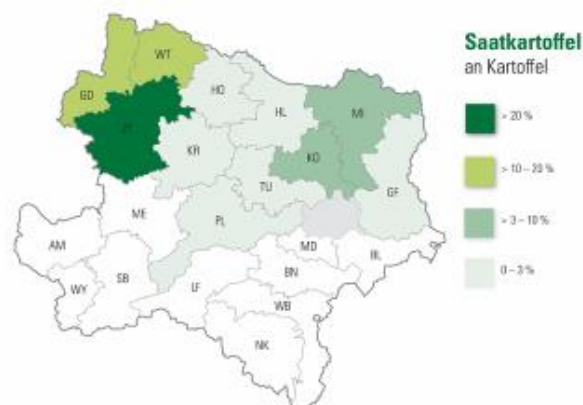 Saatkartoffel
an Kartoffel
> 20 %
> 10 – 20 %
> 3 – 10 %
0 – 3 %
WT
GD
HO
ZT
HL
MI
KR
KO
TU
GF
ME
PL
AM
MD
BL
SB
BN
WY
LF
WB
NK